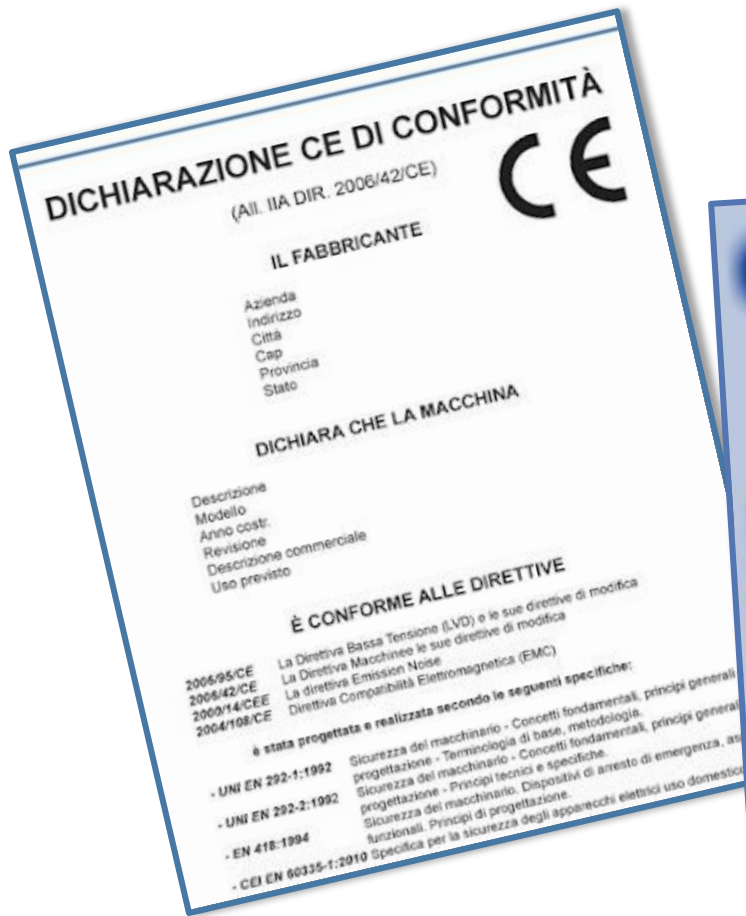 DICHIARAZIONE CE DI CONFORMITÀ
(All. IIA DIR. 2006/42/CE)
CE
IL FABBRICANTE
Azienda
Indirizzo
Città
Cap
Provincia
Stato
DICHIARA CHE LA MACCHINA
Descrizione
Modello
Anno costr.
Revisione
Descrizione commerciale
Uso previsto
È CONFORME ALLE DIRETTIVE
2006/95/CE La Direttiva Bassa Tensione (LVD) e le sue direttive di modifica
2006/42/CE La Direttiva Macchinee le sue direttive di modifica
2000/14/CEE La direttiva Emission Noise
2004/108/CE Direttiva Compatibilità Elettromagnetica (EMC)
è stata progettata e realizzata secondo le seguenti specifiche:
- UNI EN 292-1:1992 Sicurezza del macchinario - Concetti fondamentali, principi generali
progettazione - Terminologia di base, metodologia.
- UNI EN 292-2:1992 Sicurezza del macchinario - Concetti fondamentali, principi generali
progettazione - Principi tecnici e specifiche.
- EN 418:1994 Sicurezza del macchinario. Dispositivi di arresto di emergenza, as
funzionali. Principi di progettazione.
- CEI EN 60335-1:2010 Specifica per la sicurezza degli apparecchi elettrici uso domestico